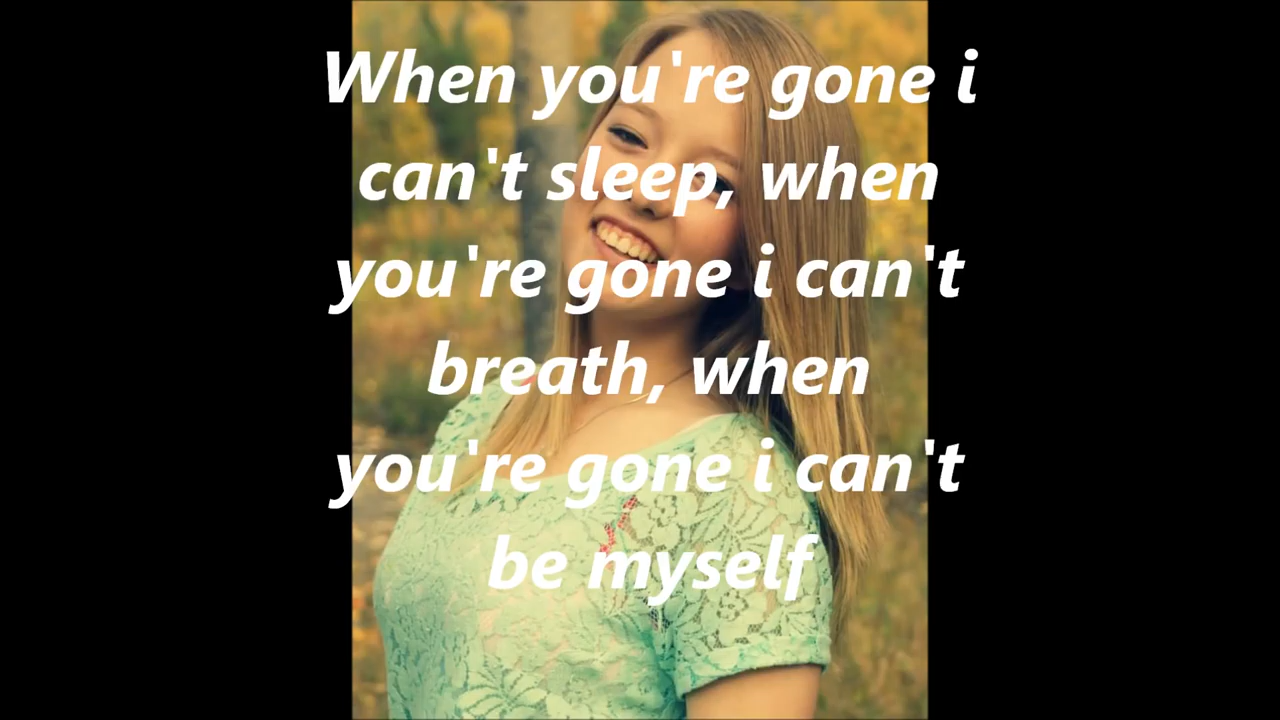 When you're gone i
can't sleep, when
you're gone i can't
breath, when
you're gone i can't
be myself